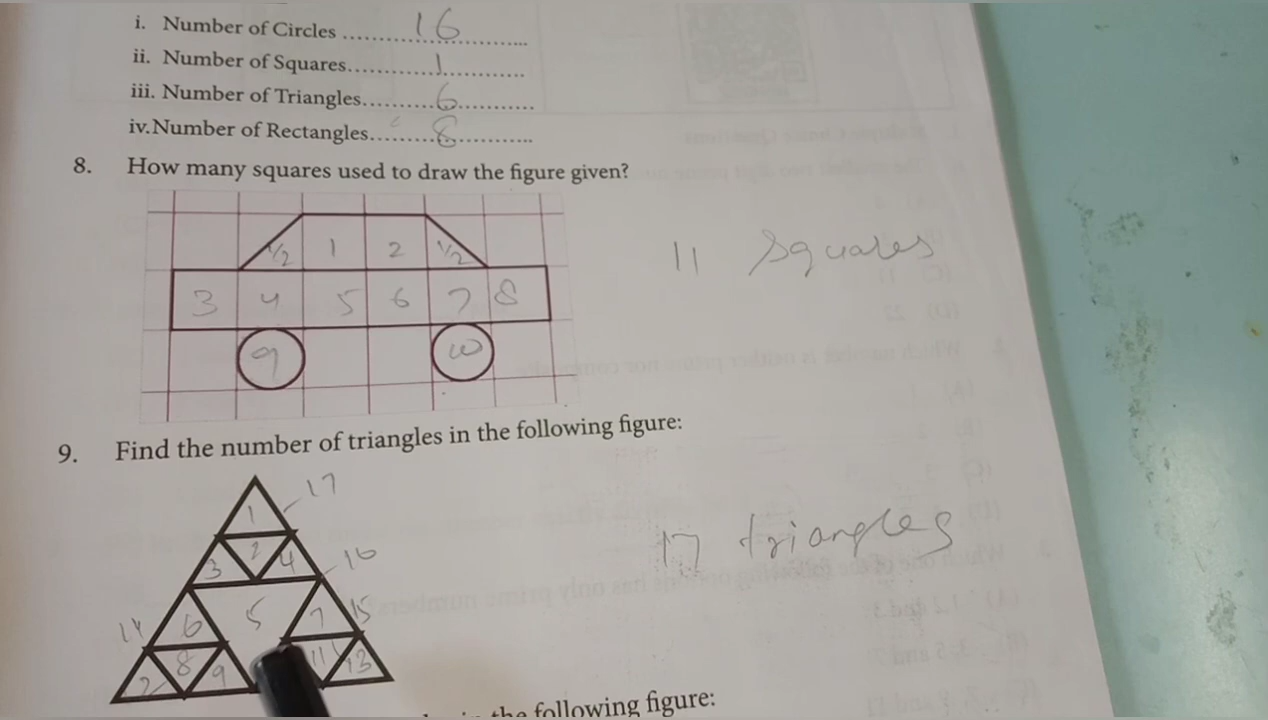 i. Number of Circles .................... 16
ii. Number of Squares.................... 1
iii. Number of Triangles.................... 6
iv.Number of Rectangles.................... 8
8. How many squares used to draw the figure given?
1/2 1 2 1/2
3 4 5 6 7 8
9 10
11 Squares
9. Find the number of triangles in the following figure:
1 17
2
3 4 16
5
14 6 7 15
8 9 11 13
17 triangles
in the following figure: